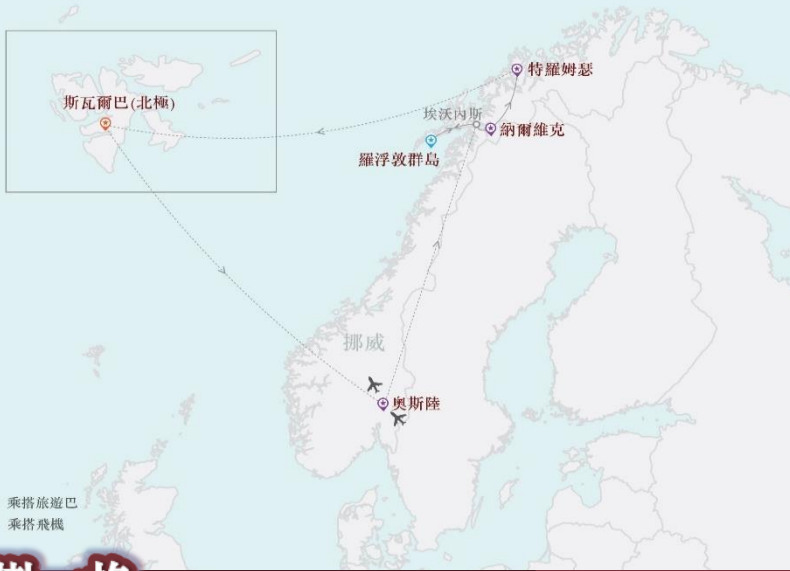 特羅姆瑟
斯瓦爾巴(北極)
埃沃內斯
納爾維克
羅浮敦群島
挪威
奧斯陸
乘搭旅遊巴
乘搭飛機